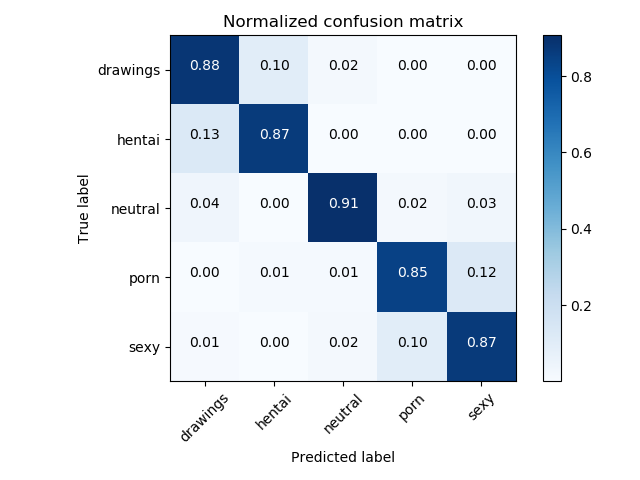 Normalized confusion matrix
drawings 0.88 0.10 0.02 0.00 0.00
hentai 0.13 0.87 0.00 0.00 0.00
neutral 0.04 0.00 0.91 0.02 0.03
porn 0.00 0.01 0.01 0.85 0.12
sexy 0.01 0.00 0.02 0.10 0.87
True label
drawings hentai neutral porn sexy
Predicted label
0.8
0.6
0.4
0.2